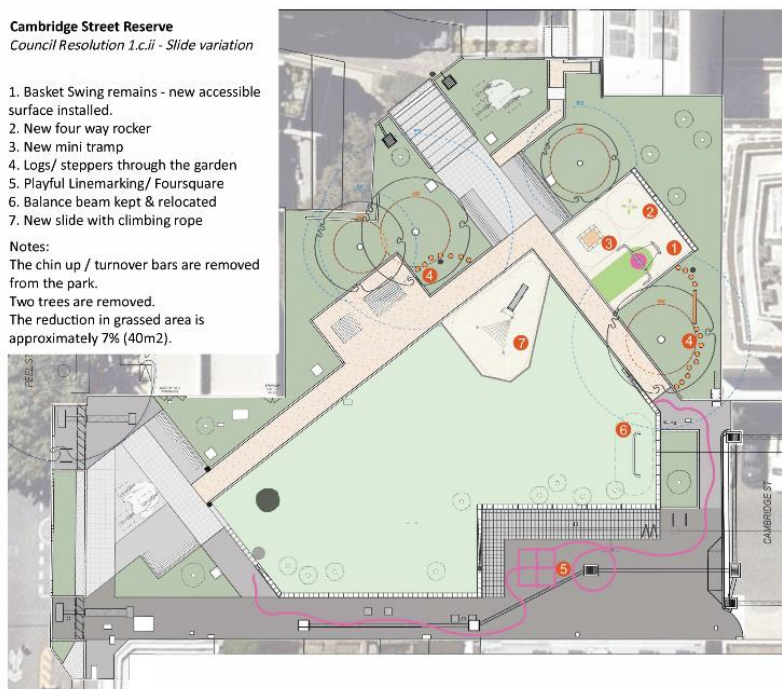 Cambridge Street Reserve
Council Resolution 1.c.ii - Slide variation
1. Basket Swing remains - new accessible
surface installed.
2. New four way rocker
3. New mini tramp
4. Logs/ steppers through the garden
5. Playful Linemarking/ Foursquare
6. Balance beam kept & relocated
7. New slide with climbing rope
Notes:
The chin up / turnover bars are removed
from the park.
Two trees are removed.
The reduction in grassed area is
approximately 7% (40m2).
2
3
1
4
4
7
6
5
PEEL ST
CAMBRIDGE ST